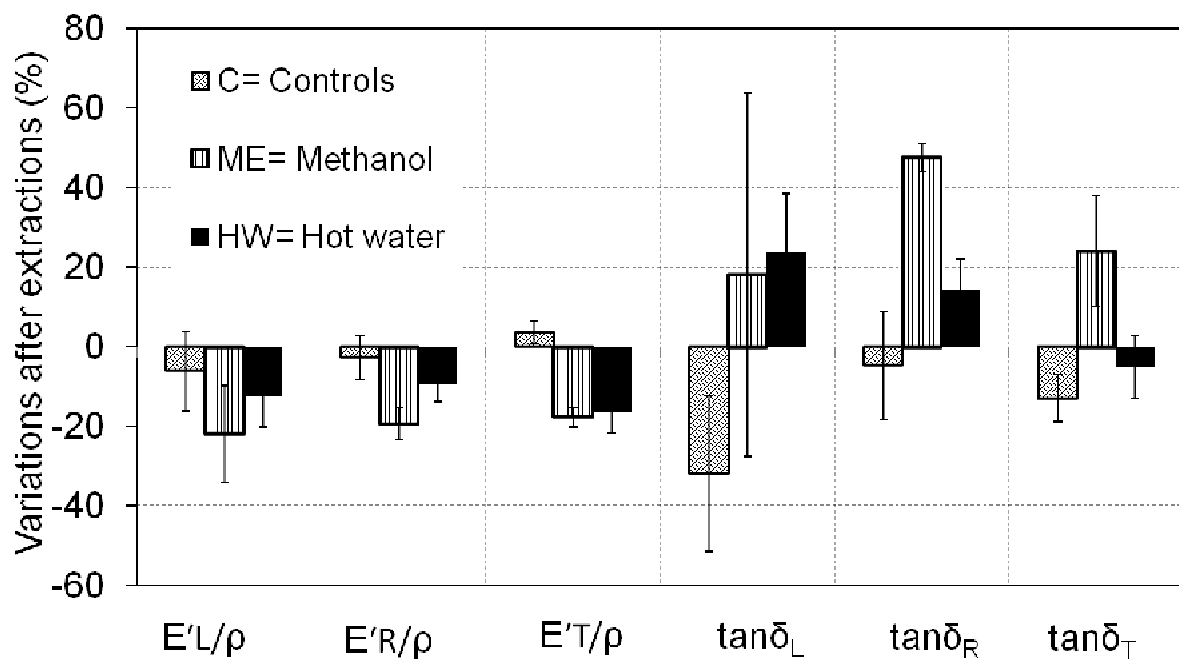 Variations after extractions (%)
80
60
40
20
0
-20
-40
-60
C= Controls
ME= Methanol
HW= Hot water
E'L/ρ E'R/ρ E'T/ρ tanδL tanδR tanδT